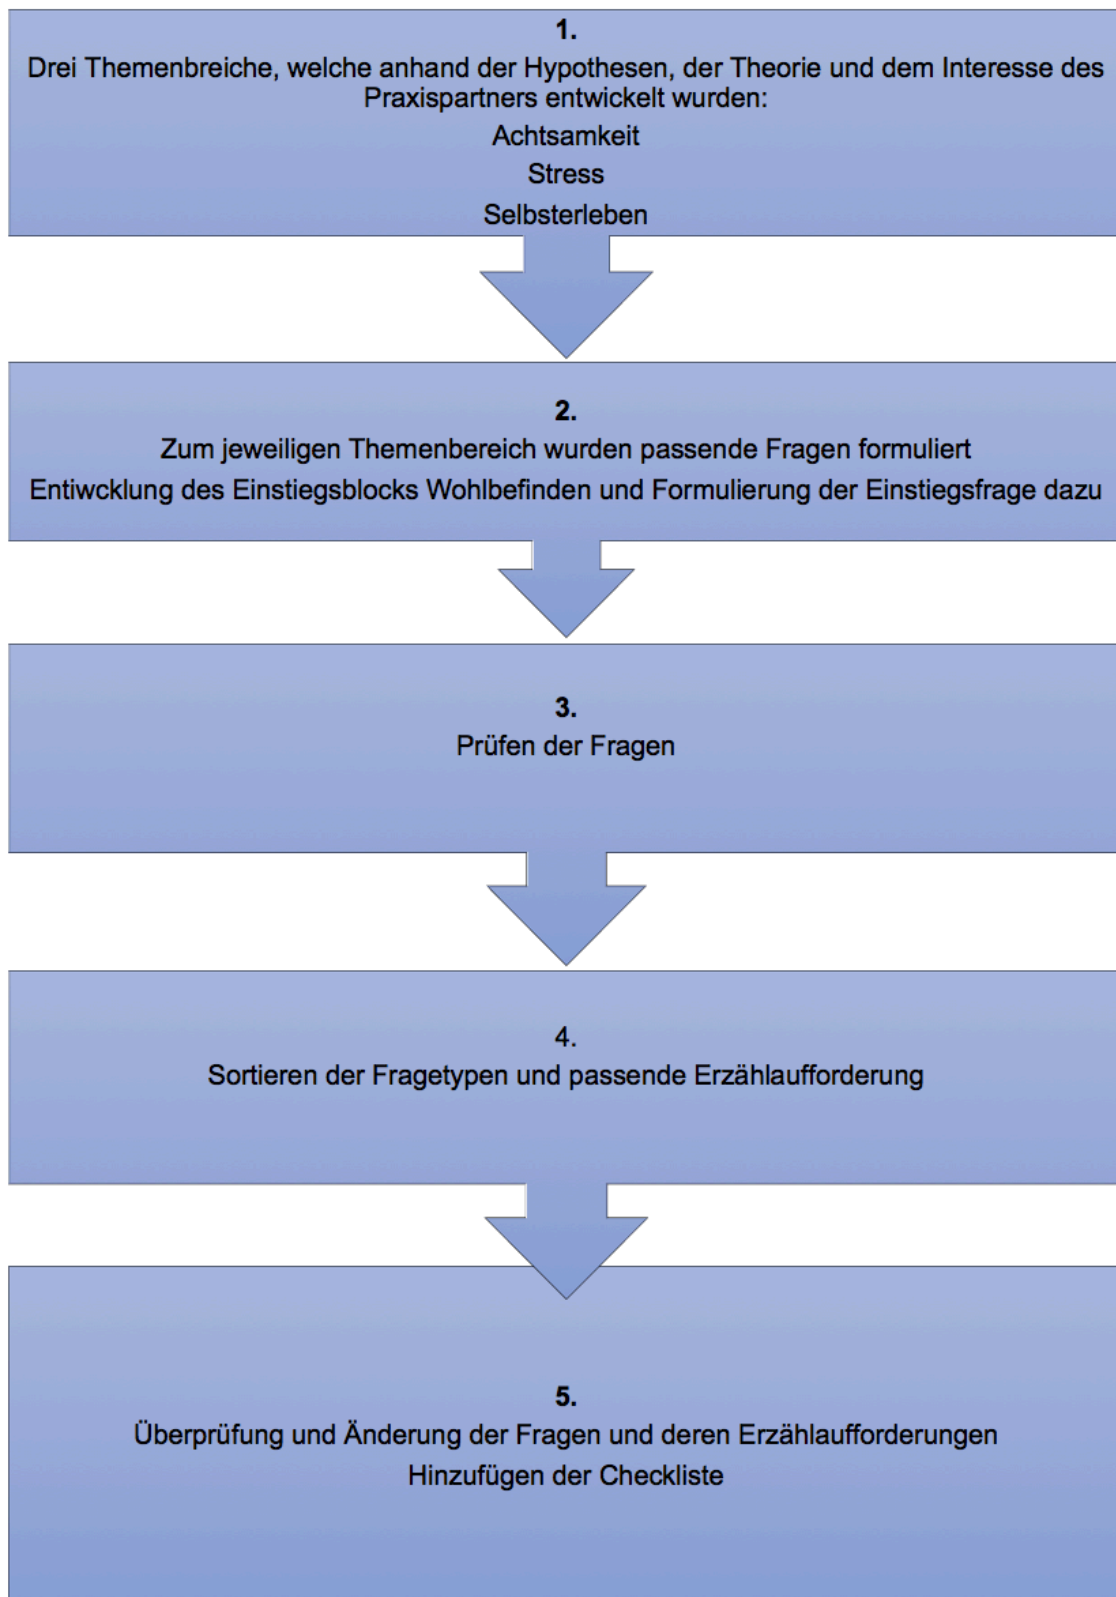 1.
Drei Themenbreiche, welche anhand der Hypothesen, der Theorie und dem Interesse des
Praxispartners entwickelt wurden:
Achtsamkeit
Stress
Selbsterleben
2.
Zum jeweiligen Themenbereich wurden passende Fragen formuliert
Entiwcklung des Einstiegsblocks Wohlbefinden und Formulierung der Einstiegsfrage dazu
3.
Prüfen der Fragen
4.
Sortieren der Fragetypen und passende Erzählaufforderung
5.
Überprüfung und Änderung der Fragen und deren Erzählaufforderungen
Hinzufügen der Checkliste